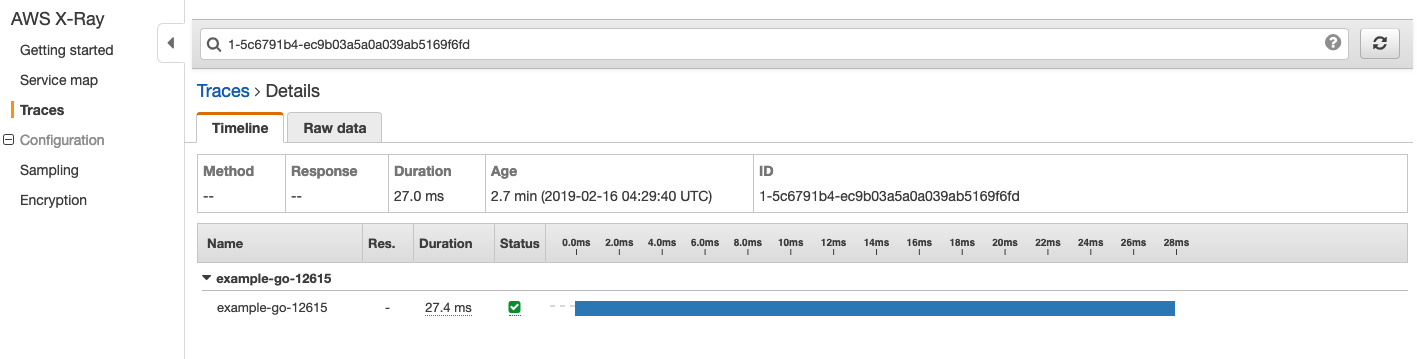 AWS X-Ray
Getting started
Service map
Traces
Configuration
Sampling
Encryption
1-5c6791b4-ec9b03a5a0a039ab5169f6fd
?
Traces > Details
Timeline Raw data
Method Response Duration Age ID
-- -- 27.0 ms 2.7 min (2019-02-16 04:29:40 UTC) 1-5c6791b4-ec9b03a5a0a039ab5169f6fd
Name Res. Duration Status 0.0ms 2.0ms 4.0ms 6.0ms 8.0ms 10ms 12ms 14ms 16ms 18ms 20ms 22ms 24ms 26ms 28ms
example-go-12615
example-go-12615 - 27.4 ms